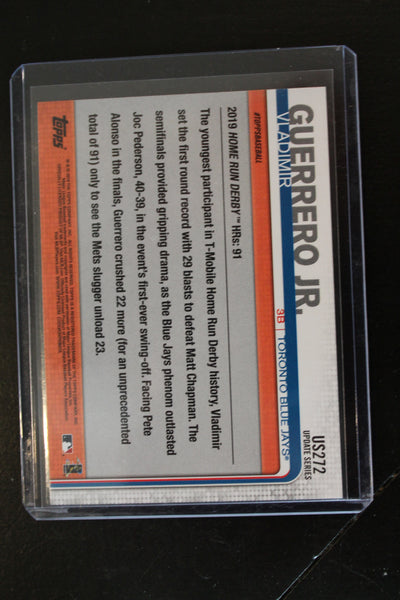 US272
UPDATE SERIES
VLADIMIR
GUERRERO JR.
3B | TORONTO BLUE JAYS®
#TOPPSBASEBALL
2019 HOME RUN DERBY™ HRs: 91
The youngest participant in T-Mobile Home Run Derby history, Vladimir
set the first round record with 29 blasts to defeat Matt Chapman. The
semifinals provided gripping drama, as the Blue Jays phenom outlasted
Joc Pederson, 40-39, in the event's first-ever swing-off. Facing Pete
Alonso in the finals, Guerrero crushed 22 more (for an unprecedented
total of 91) only to see the Mets slugger unload 23.
Topps